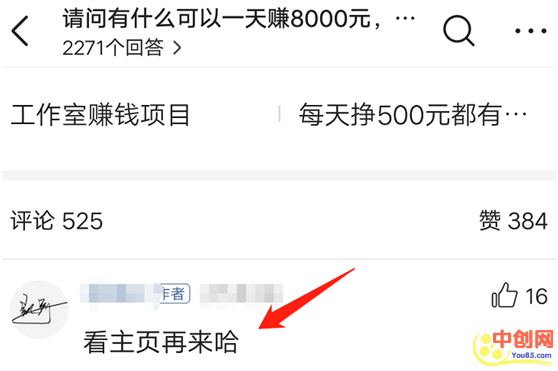 请问有什么可以一天赚8000元，…
2271个回答 >
工作室赚钱项目
每天挣500元都有…
评论 525
赞 384
作者
16
看主页再来哈
中创网
You85.com